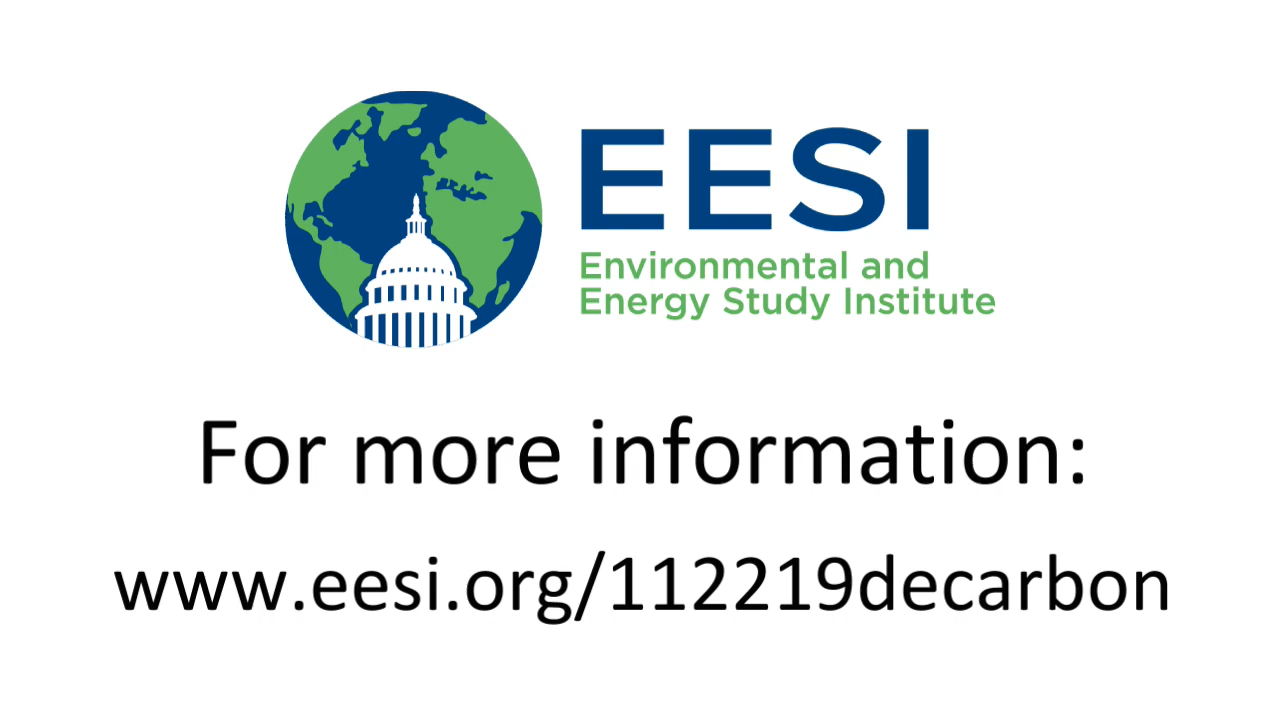 EESI
Environmental and
Energy Study Institute
For more information:
www.eesi.org/112219decarbon